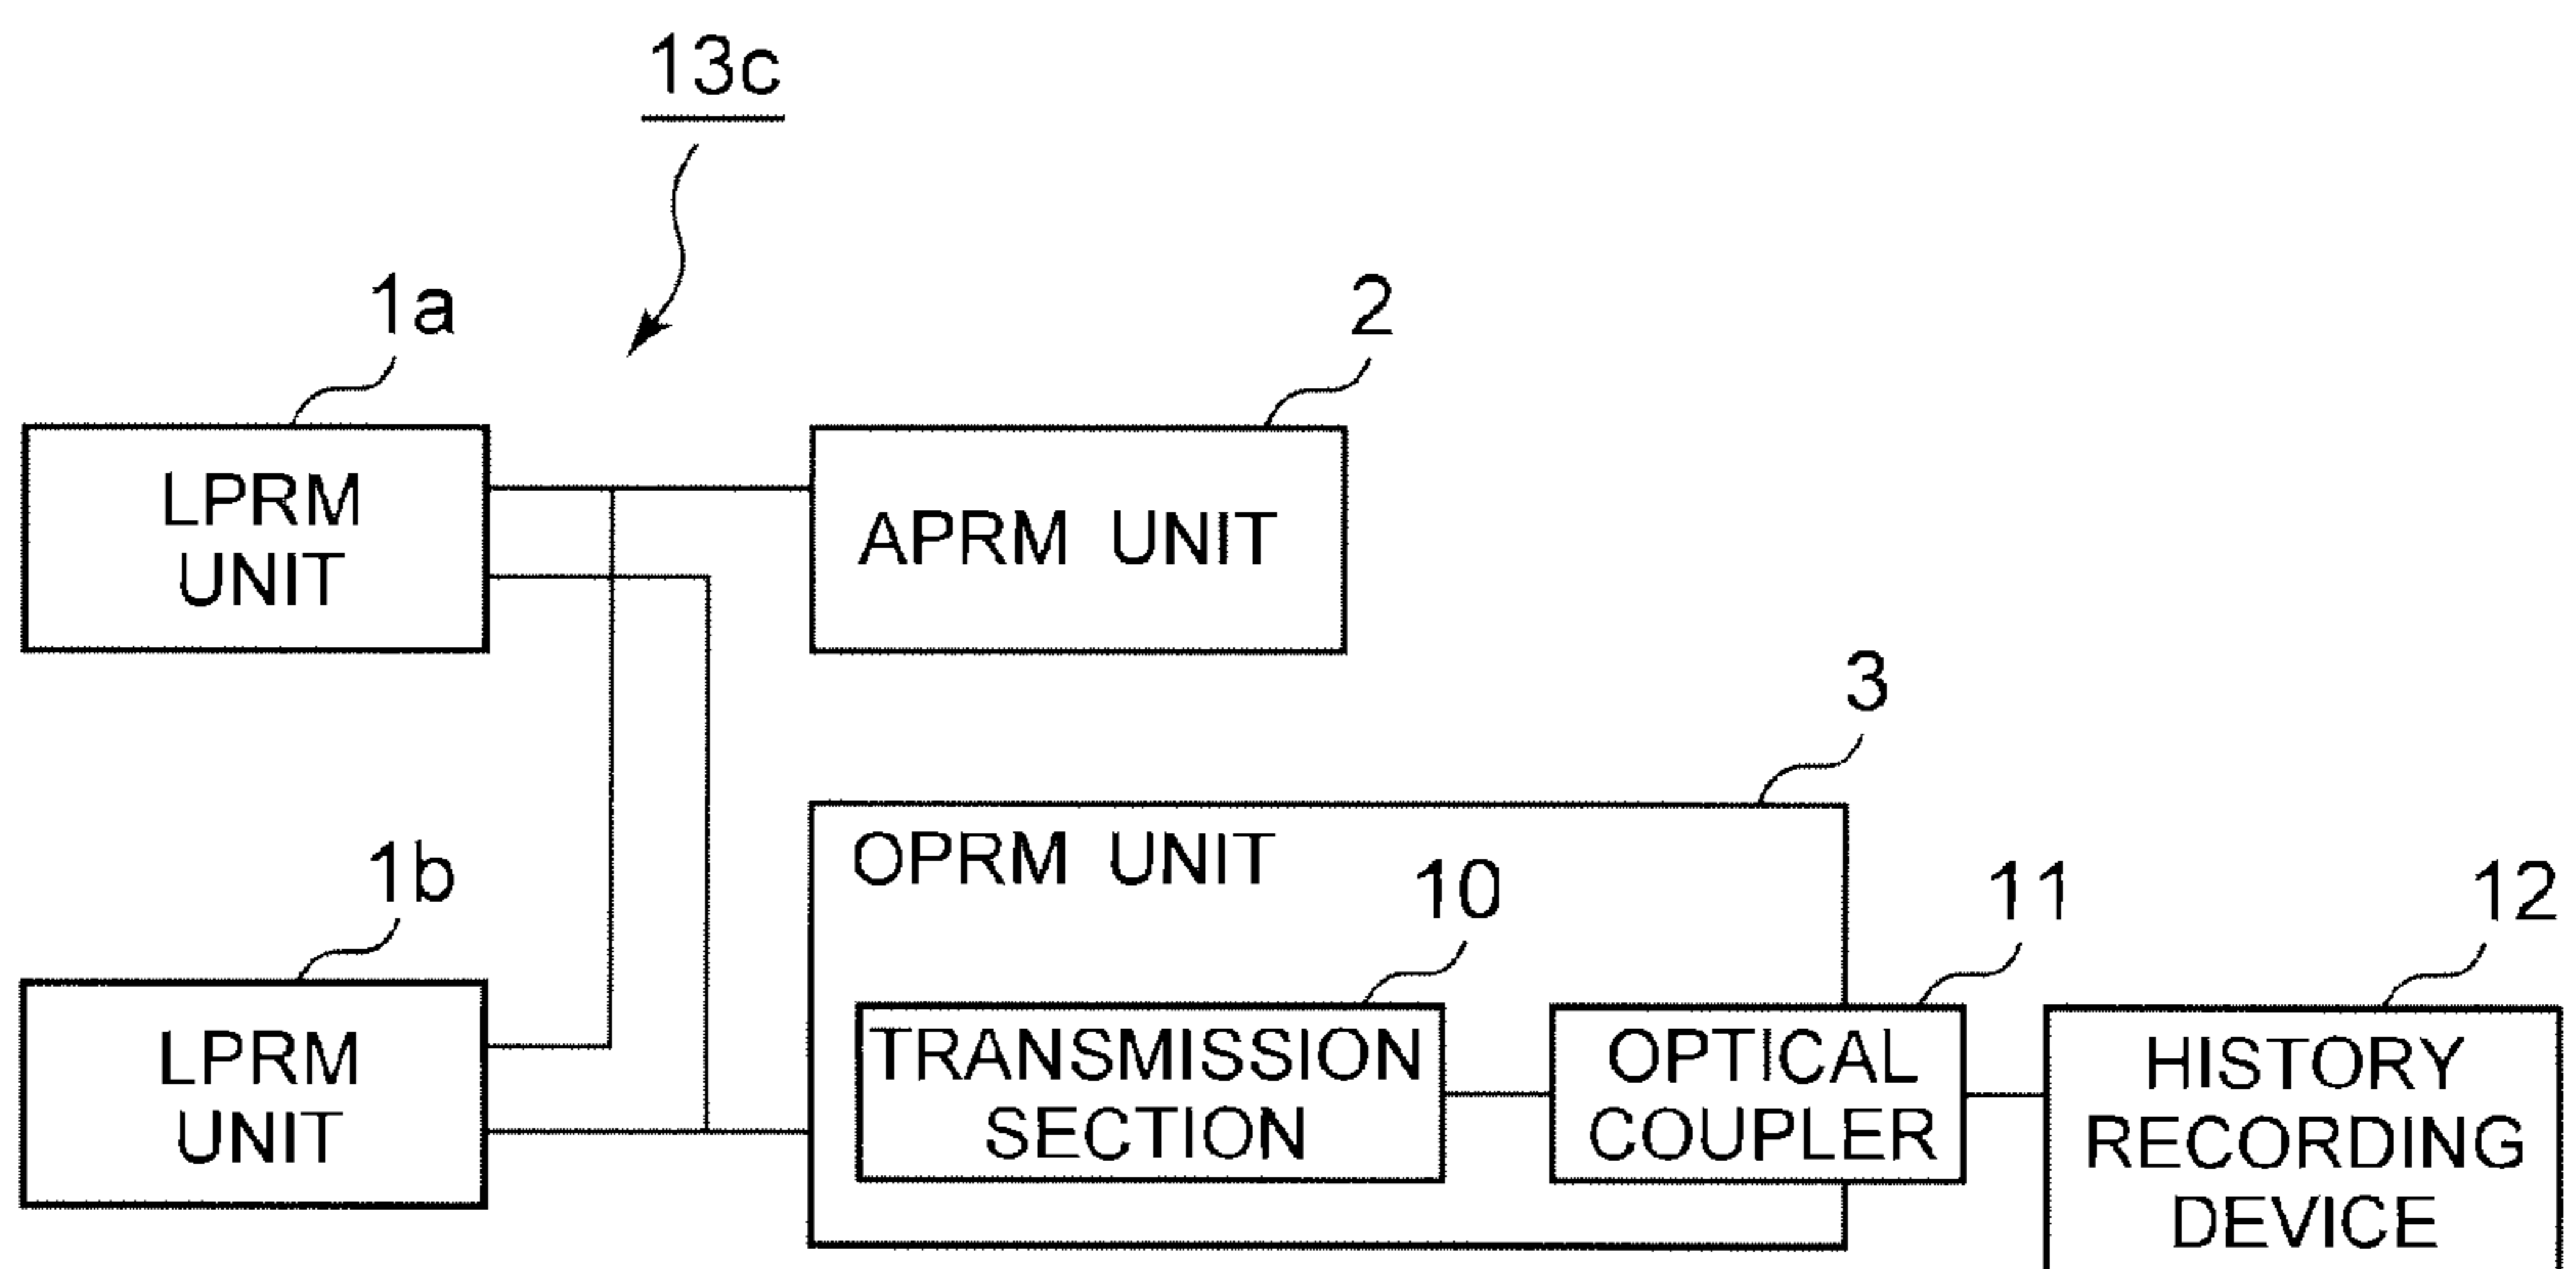 13c
1a
2
LPRM
UNIT
APRM UNIT
3
OPRM UNIT
1b
10
11
12
LPRM
UNIT
TRANSMISSION
SECTION
OPTICAL
COUPLER
HISTORY
RECORDING
DEVICE